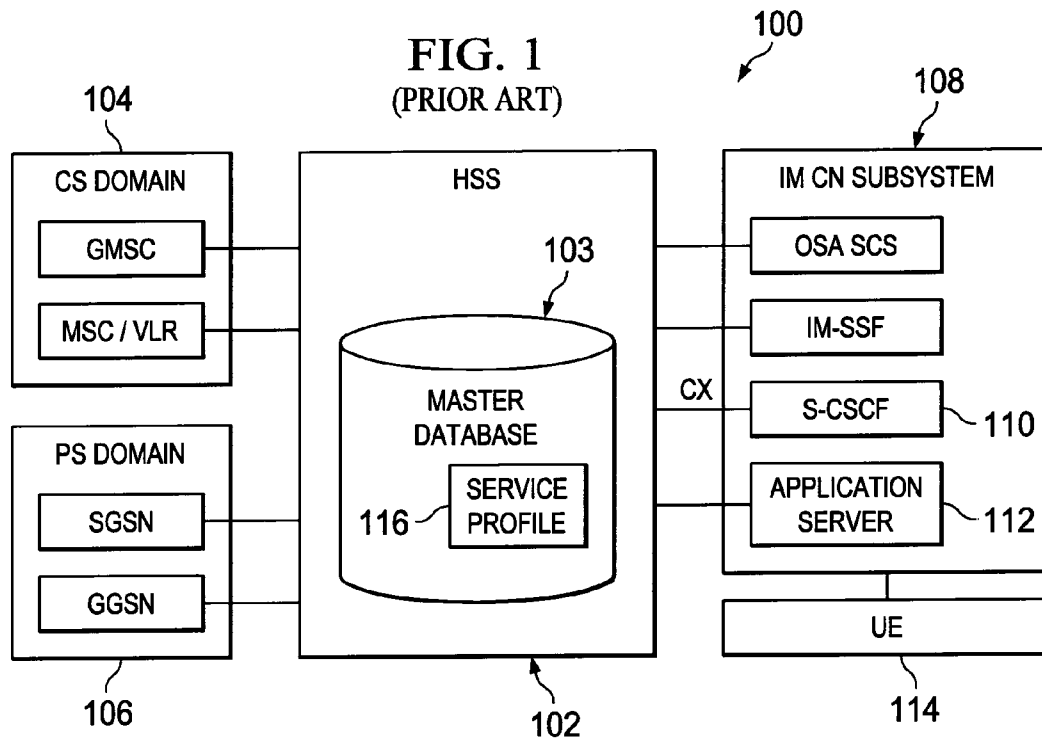 FIG. 1
(PRIOR ART)
100
104
CS DOMAIN
GMSC
MSC / VLR
PS DOMAIN
SGSN
GGSN
106
HSS
103
MASTER
DATABASE
SERVICE
PROFILE
116
102
CX
108
IM CN SUBSYSTEM
OSA SCS
IM-SSF
S-CSCF
110
APPLICATION
SERVER
112
UE
114